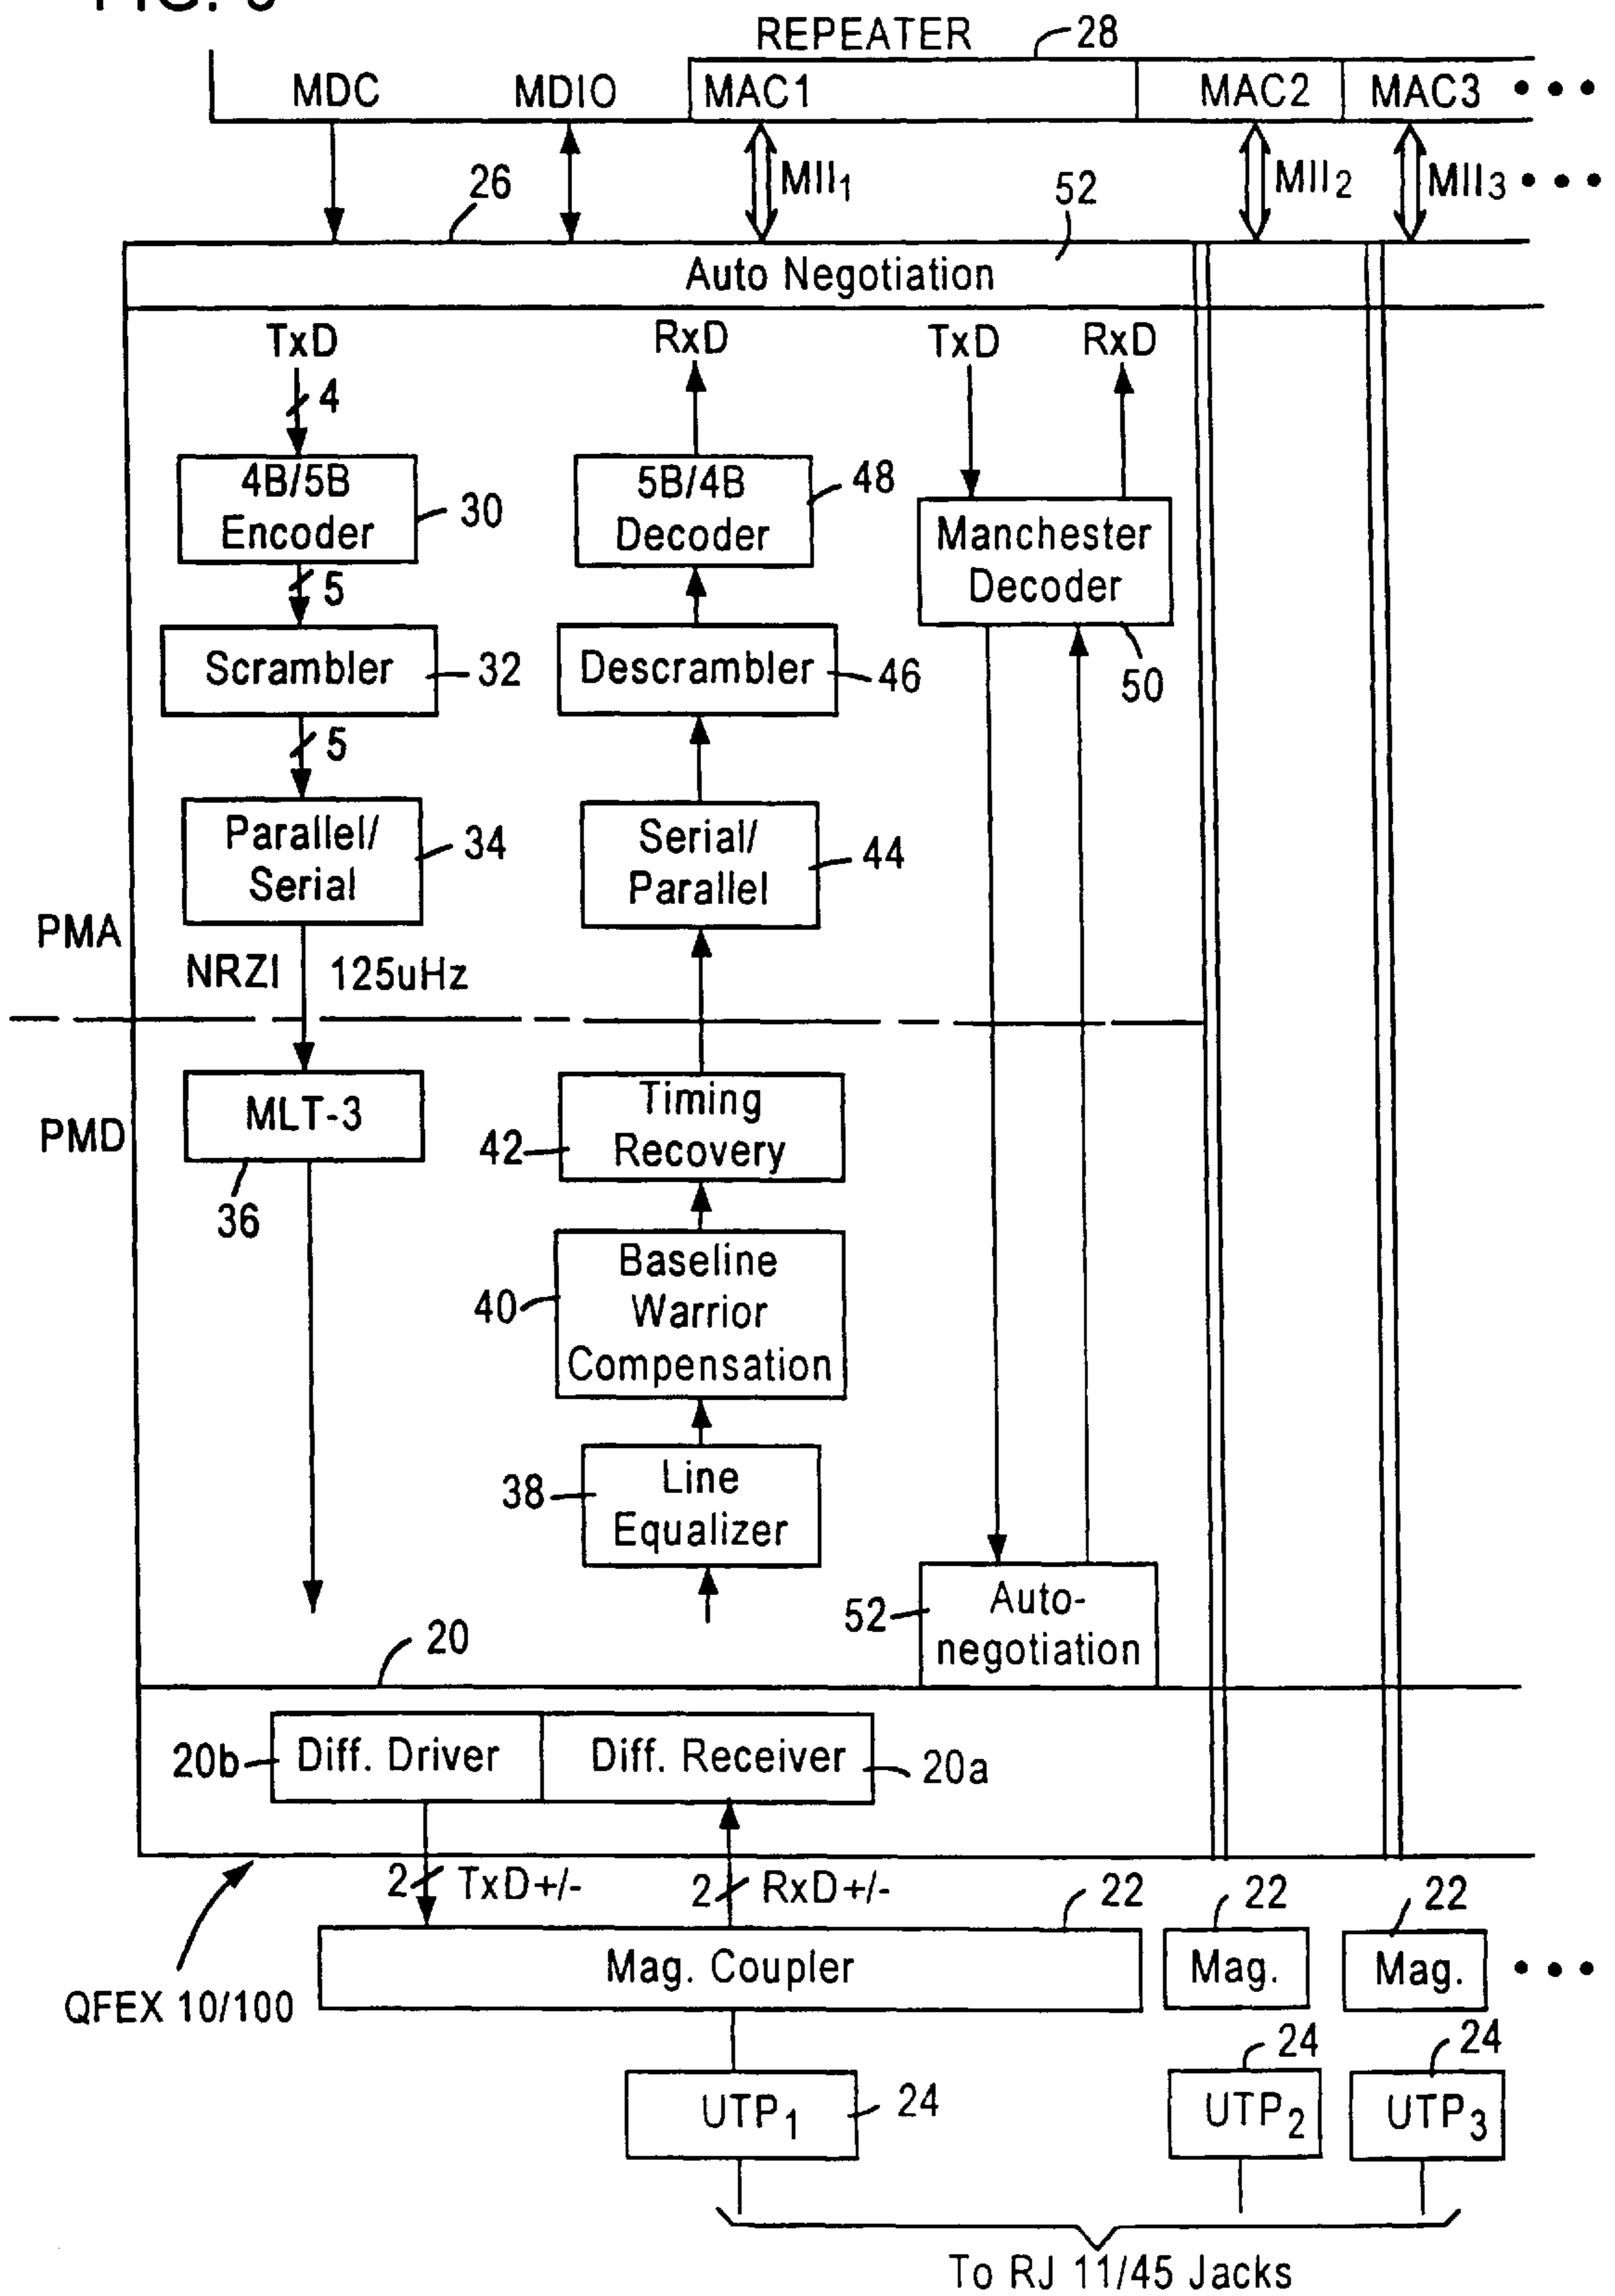 REPEATER 28
MDC MDIO MAC1 MAC2 MAC3 • • •
26 MII1 52 MII2 MII3 • • •
Auto Negotiation
TxD RxD TxD RxD
4
4B/5B
Encoder
30
5B/4B
Decoder
48
Manchester
Decoder
50
5
Scrambler 32
Descrambler 46
5
Parallel/
Serial
34
Serial/
Parallel
44
PMA
NRZI 125uHz
PMD
MLT-3
36
Timing
Recovery
42
Baseline
Warrior
Compensation
40
Line
Equalizer
38
Auto-
negotiation
52
20
20b Diff. Driver Diff. Receiver 20a
2 TxD+/- 2 RxD+/- 22 22 22
QFEX 10/100
Mag. Coupler Mag. Mag. • • •
24 24
UTP1 24 UTP2 UTP3
To RJ 11/45 Jacks